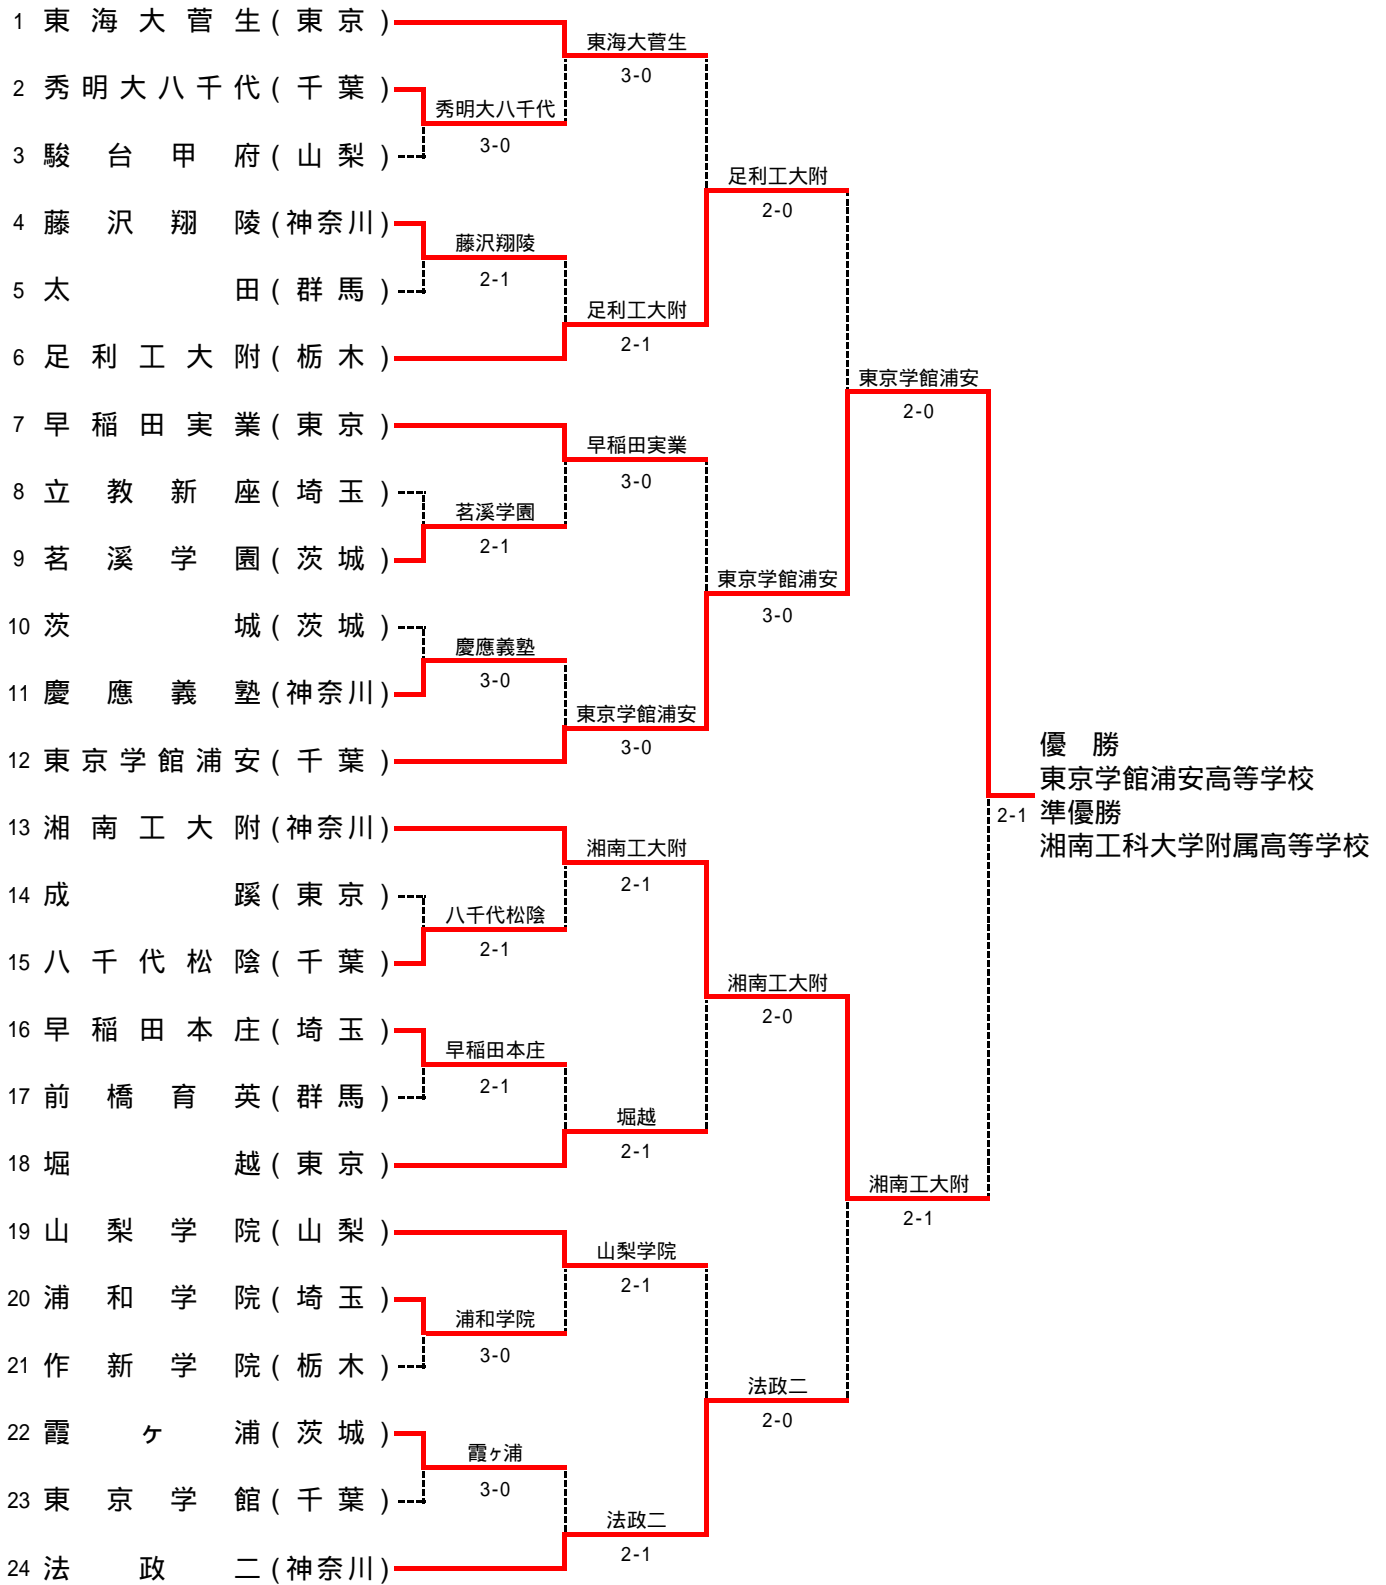 1 東海大菅生(東京)
2 秀明大八千代(千葉)
3 駿台甲府(山梨)
4 藤沢翔陵(神奈川)
5 太田(群馬)
6 足利工大附(栃木)
7 早稲田実業(東京)
8 立教新座(埼玉)
9 茗溪学園(茨城)
10 茨城(茨城)
11 慶應義塾(神奈川)
12 東京学館浦安(千葉)
13 湘南工大附(神奈川)
14 成蹊(東京)
15 八千代松陰(千葉)
16 早稲田本庄(埼玉)
17 前橋育英(群馬)
18 堀越(東京)
19 山梨学院(山梨)
20 浦和学院(埼玉)
21 作新学院(栃木)
22 霞ヶ浦(茨城)
23 東京学館(千葉)
24 法政二(神奈川)
秀明大八千代
3-0
藤沢翔陵
2-1
茗溪学園
2-1
慶應義塾
3-0
八千代松陰
2-1
早稲田本庄
2-1
浦和学院
3-0
霞ヶ浦
3-0
東海大菅生
3-0
足利工大附
2-1
早稲田実業
3-0
東京学館浦安
3-0
湘南工大附
2-1
堀越
2-1
山梨学院
2-1
法政二
2-1
足利工大附
2-0
東京学館浦安
3-0
湘南工大附
2-0
法政二
2-0
東京学館浦安
2-0
湘南工大附
2-1
2-1
優 勝
東京学館浦安高等学校
準優勝
湘南工科大学附属高等学校